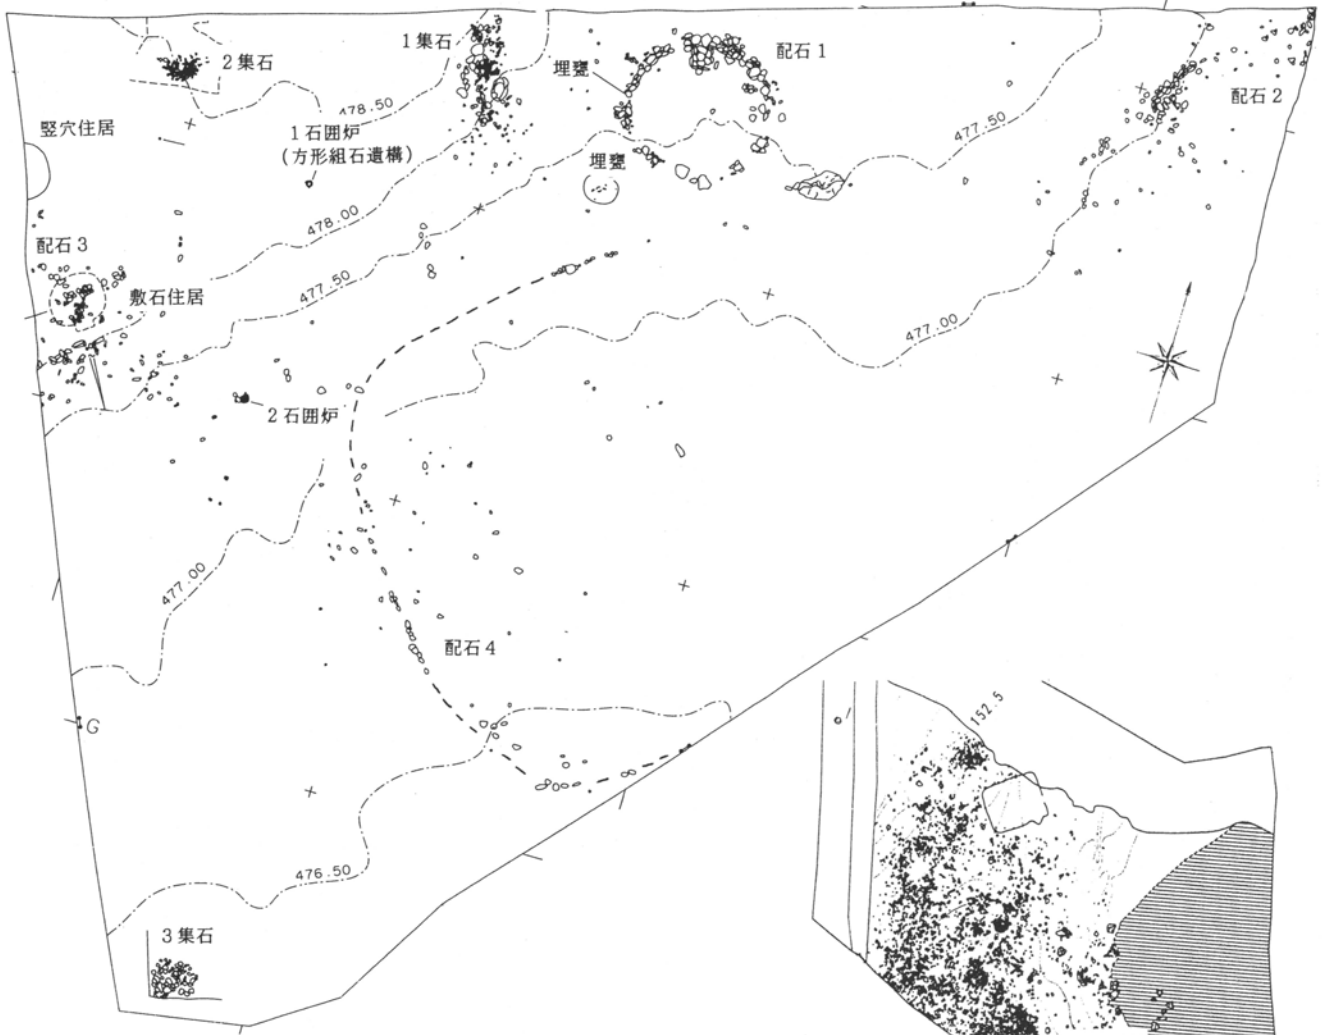 1集石
配石1
2集石
埋甕
配石2
478.50
竪穴住居
1石囲炉
(方形組石遺構)
477.50
埋甕
478.00
配石3
敷石住居
477.50
477.00
2石囲炉
477.00
配石4
G
152.5
476.50
3集石